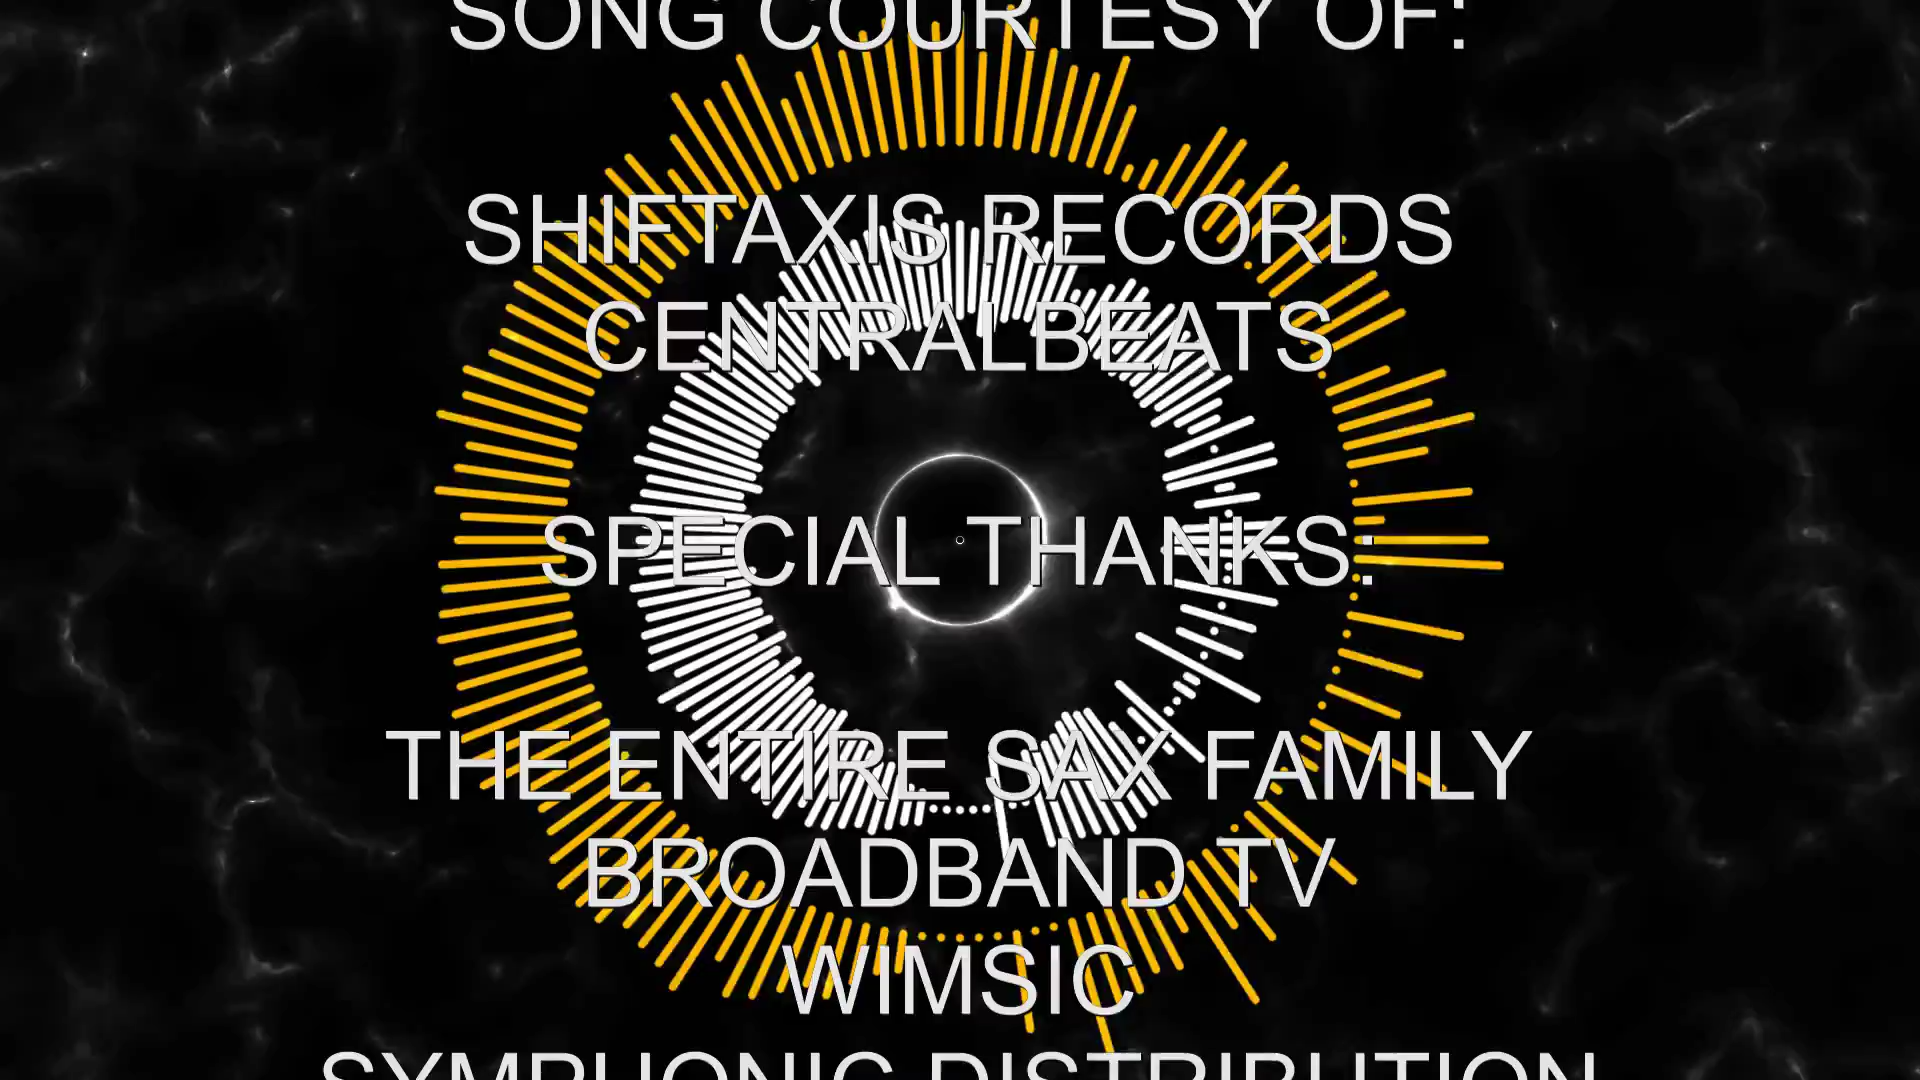 SONG COURTESY OF:
SHIFTAXIS RECORDS
CENTRALBEATS
SPECIAL THANKS:
THE ENTIRE SAX FAMILY
BROADBAND TV
WIMSIC
SYMPHONIC DISTRIBUTION